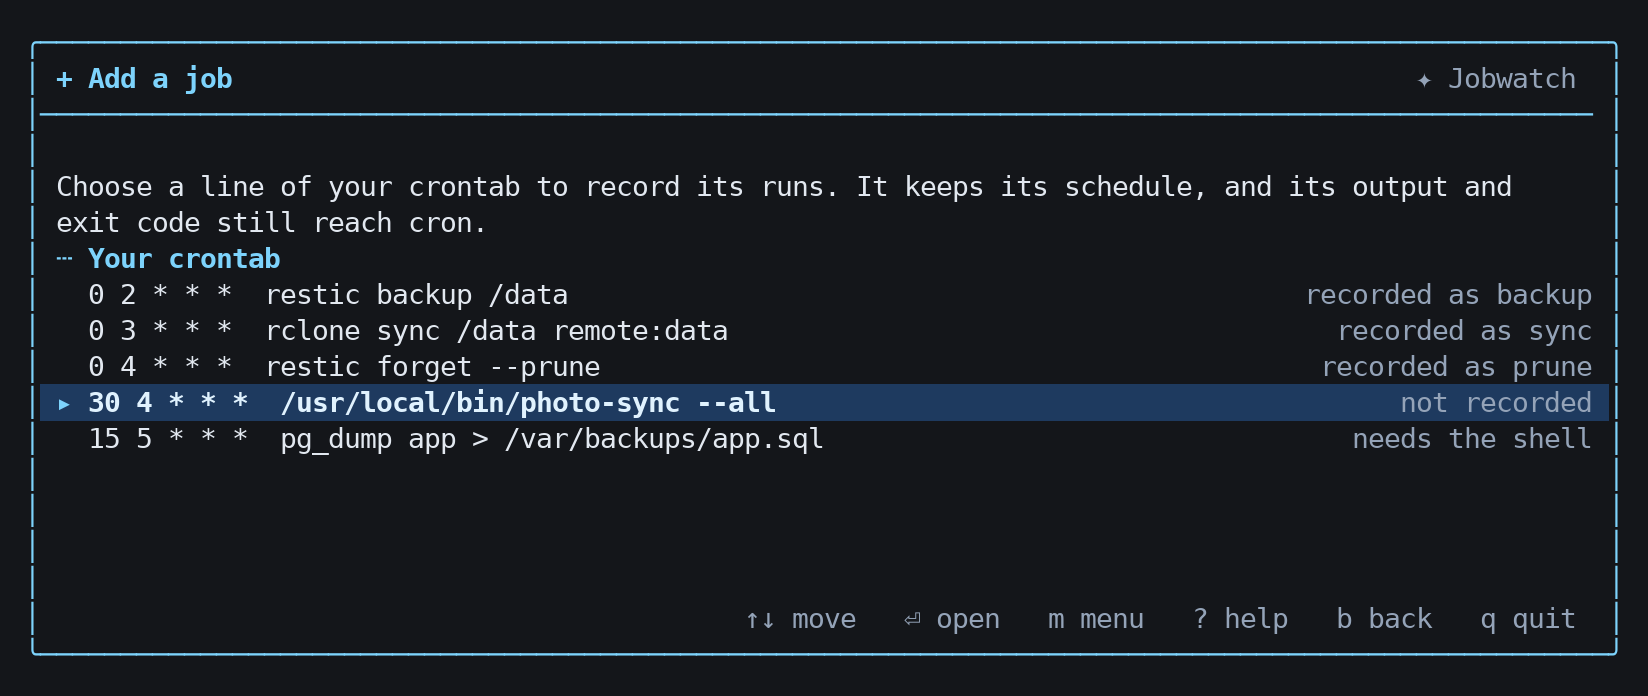 + Add a job ✦ Jobwatch
Choose a line of your crontab to record its runs. It keeps its schedule, and its output and
exit code still reach cron.
┄ Your crontab
0 2 * * *  restic backup /data recorded as backup
0 3 * * *  rclone sync /data remote:data recorded as sync
0 4 * * *  restic forget --prune recorded as prune
▸ 30 4 * * *  /usr/local/bin/photo-sync --all not recorded
15 5 * * *  pg_dump app > /var/backups/app.sql needs the shell
↑↓ move   ⏎ open   m menu   ? help   b back   q quit